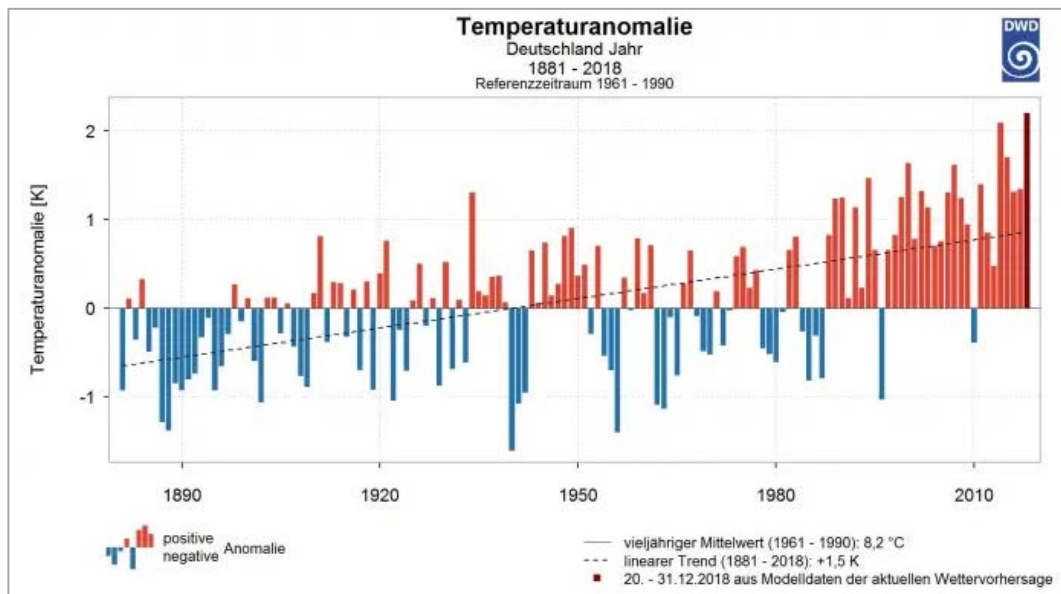 Temperaturanomalie
Deutschland Jahr
1881 - 2018
Referenzzeitraum 1961 - 1990
DWD
Temperaturanomalie [K]
2
1
0
-1
1890 1920 1950 1980 2010
positive
negative
Anomalie
vieljähriger Mittelwert (1961 - 1990): 8,2 °C
linearer Trend (1881 - 2018): +1,5 K
20. - 31.12.2018 aus Modelldaten der aktuellen Wettervorhersage